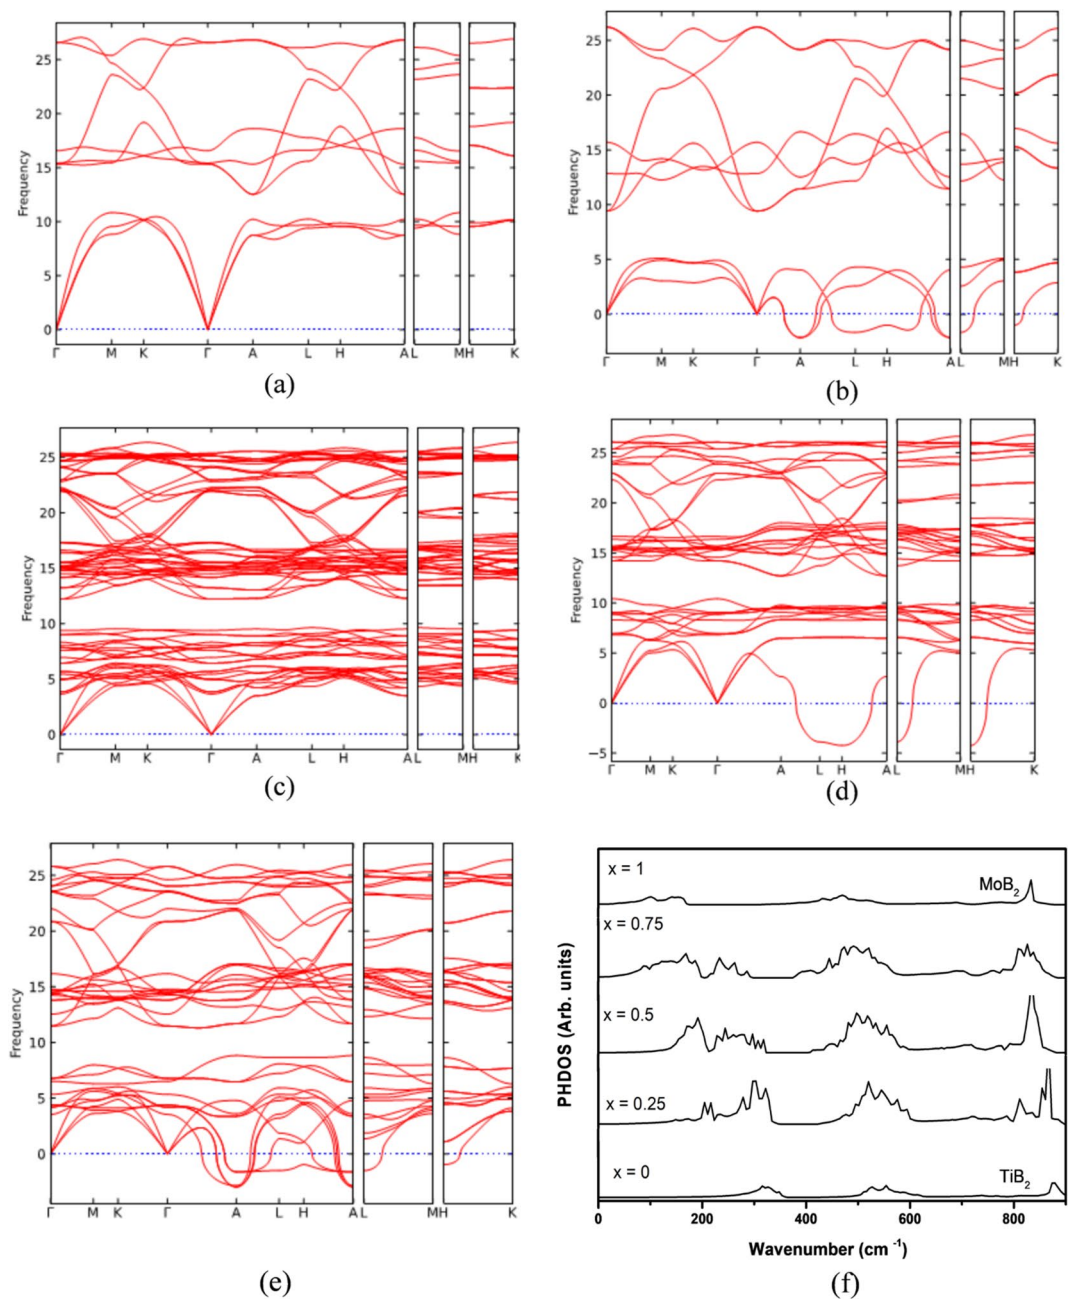 25
20
15
10
5
0
Frequency
Γ M K Γ A L H A L M H K
(a)
25
20
15
10
5
0
Frequency
Γ M K Γ A L H A L M H K
(b)
25
20
15
10
5
0
Frequency
Γ M K Γ A L H A L M H K
(c)
25
20
15
10
5
0
−5
Frequency
Γ M K Γ A L H A L M H K
(d)
25
20
15
10
5
0
Frequency
Γ M K Γ A L H A L M H K
(e)
PHDOS (Arb. units)
x = 1
MoB₂
x = 0.75
x = 0.5
x = 0.25
x = 0
TiB₂
0 200 400 600 800
Wavenumber (cm ⁻¹)
(f)